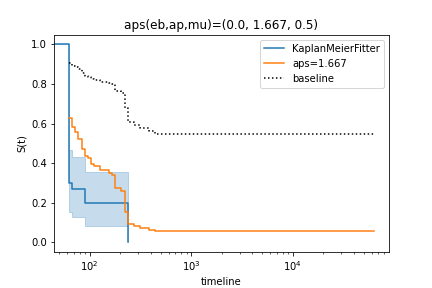 aps(eb,ap,mu)=(0.0, 1.667, 0.5)
KaplanMeierFitter
aps=1.667
baseline
S(t)
1.0
0.8
0.6
0.4
0.2
0.0
10² 10³ 10⁴
timeline